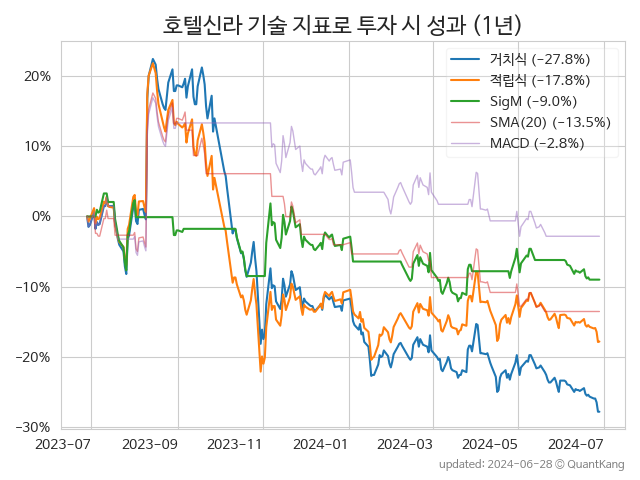 호텔신라 기술 지표로 투자 시 성과 (1년)
거치식 (−27.8%)
적립식 (−17.8%)
SigM (−9.0%)
SMA(20) (−13.5%)
MACD (−2.8%)
20%
10%
0%
−10%
−20%
−30%
2023-07 2023-09 2023-11 2024-01 2024-03 2024-05 2024-07
updated: 2024-06-28 © QuantKang